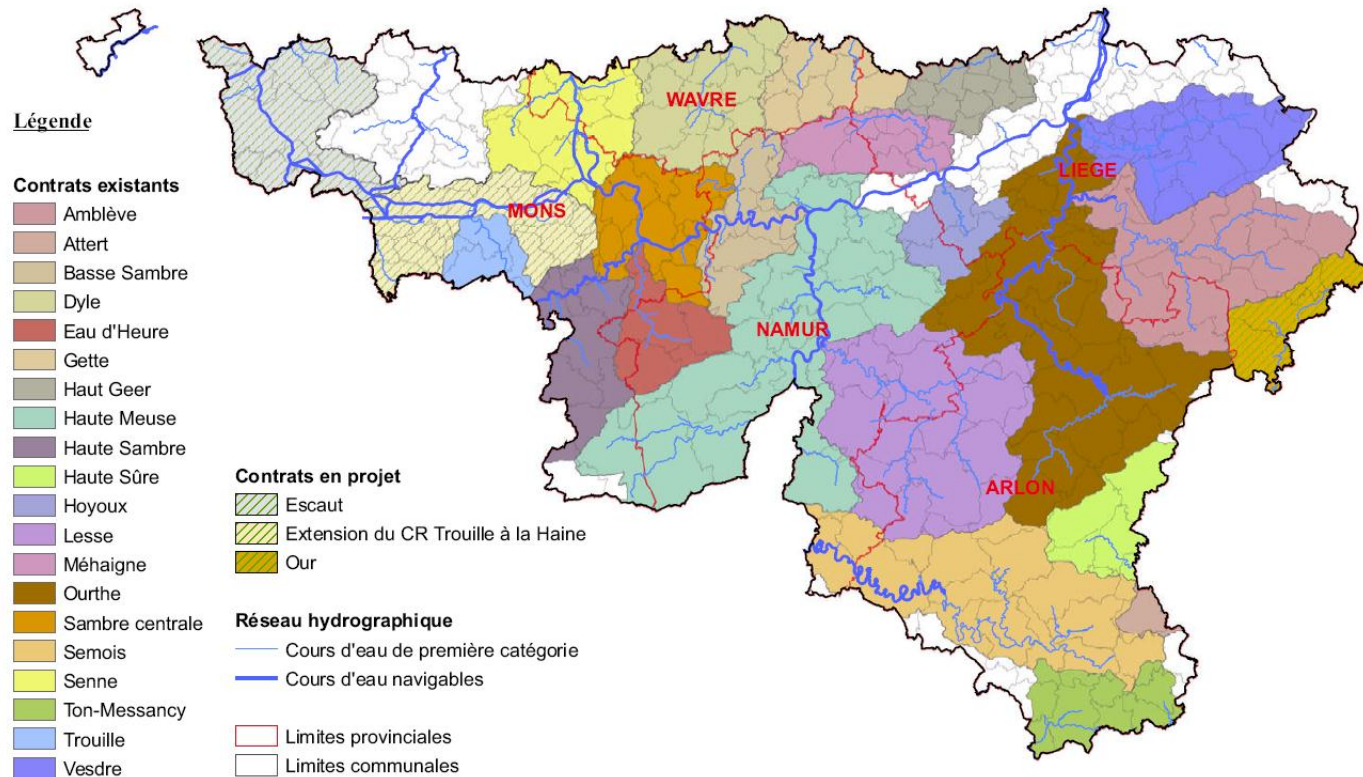 Légende
Contrats existants
Amblève
Attert
Basse Sambre
Dyle
Eau d'Heure
Gette
Haut Geer
Haute Meuse
Haute Sambre
Haute Sûre
Hoyoux
Lesse
Méhaigne
Ourthe
Sambre centrale
Semois
Senne
Ton-Messancy
Trouille
Vesdre
Contrats en projet
Escaut
Extension du CR Trouille à la Haine
Our
Réseau hydrographique
Cours d'eau de première catégorie
Cours d'eau navigables
Limites provinciales
Limites communales
WAVRE
LIEGE
MONS
NAMUR
ARLON